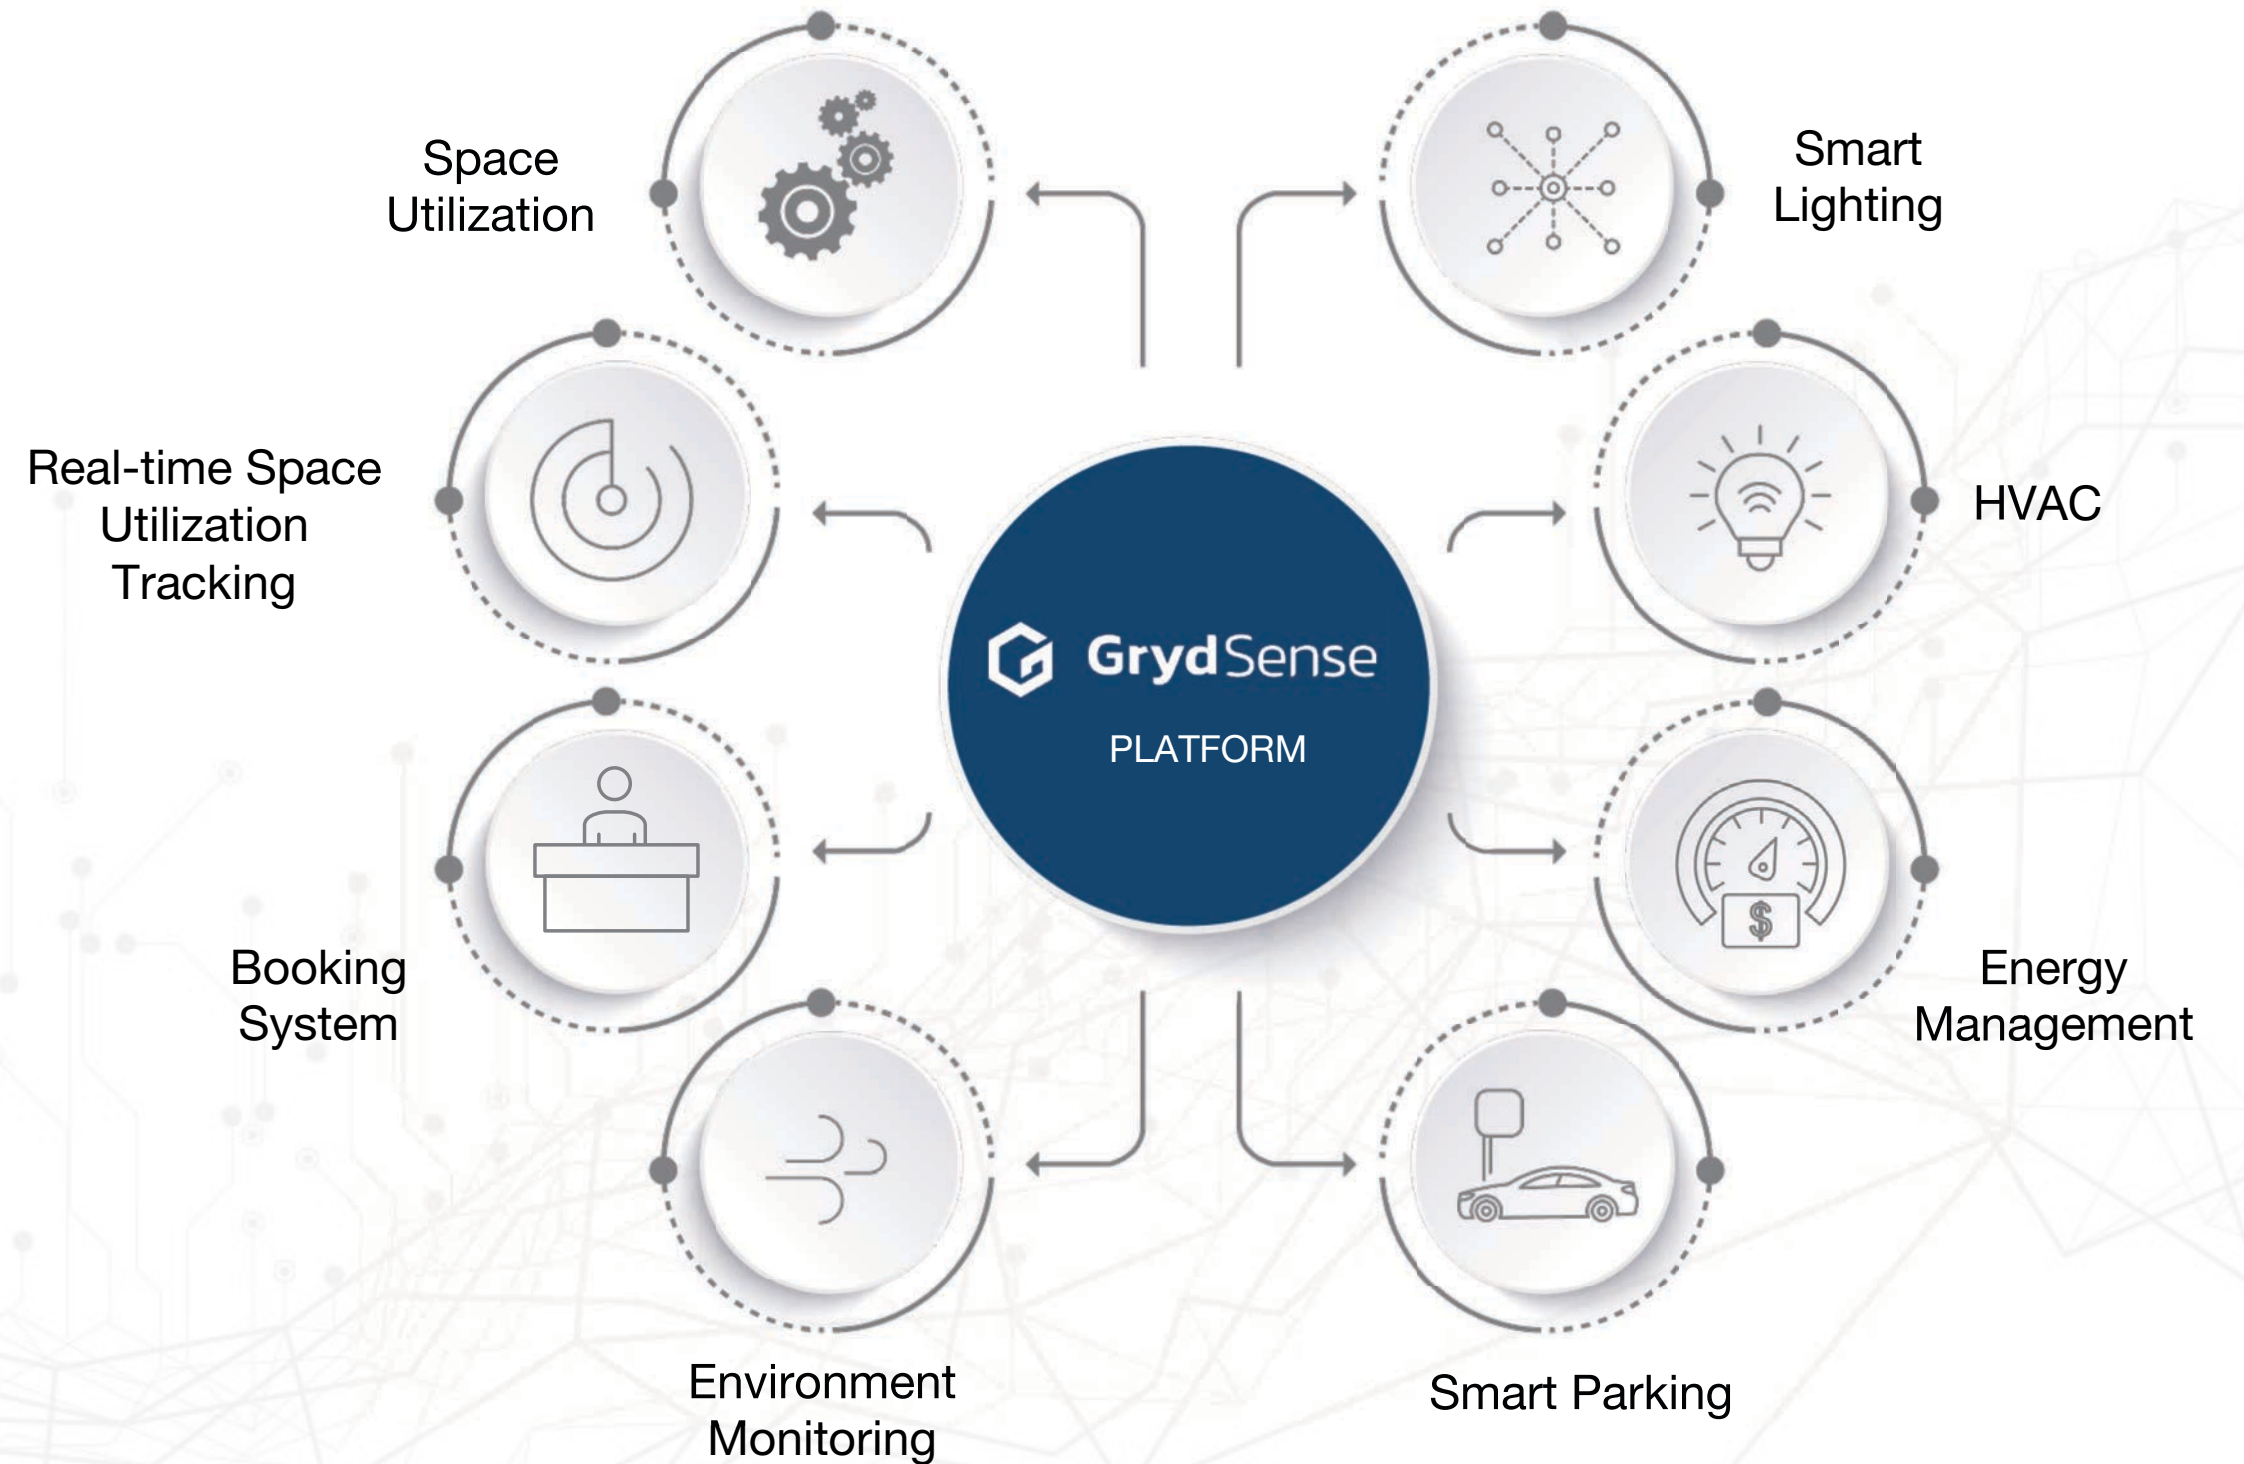 Space
Utilization
Smart
Lighting
Real-time Space
Utilization
Tracking
HVAC
GrydSense
PLATFORM
$
Booking
System
Energy
Management
Environment
Monitoring
Smart Parking